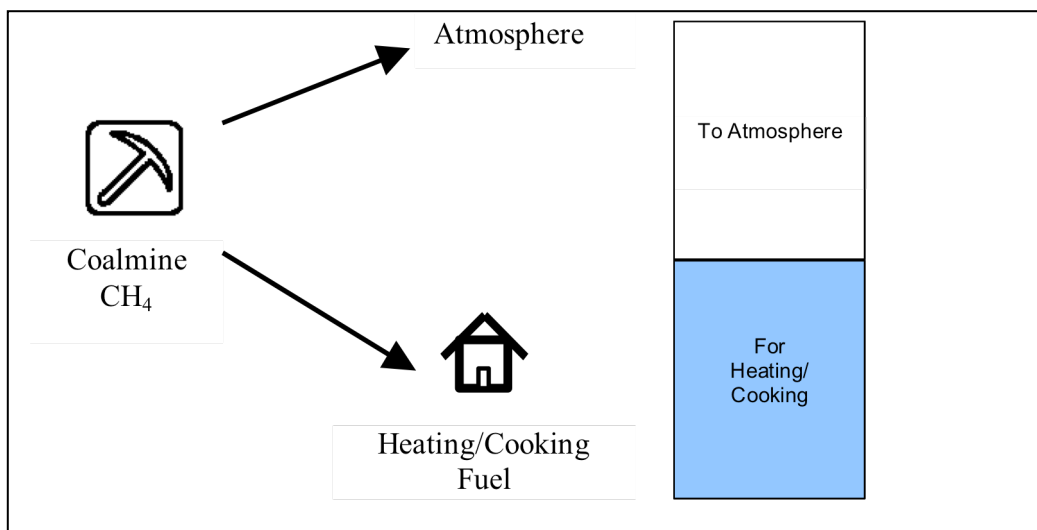 Atmosphere
Coalmine
CH₄
Heating/Cooking
Fuel
To Atmosphere
For
Heating/
Cooking